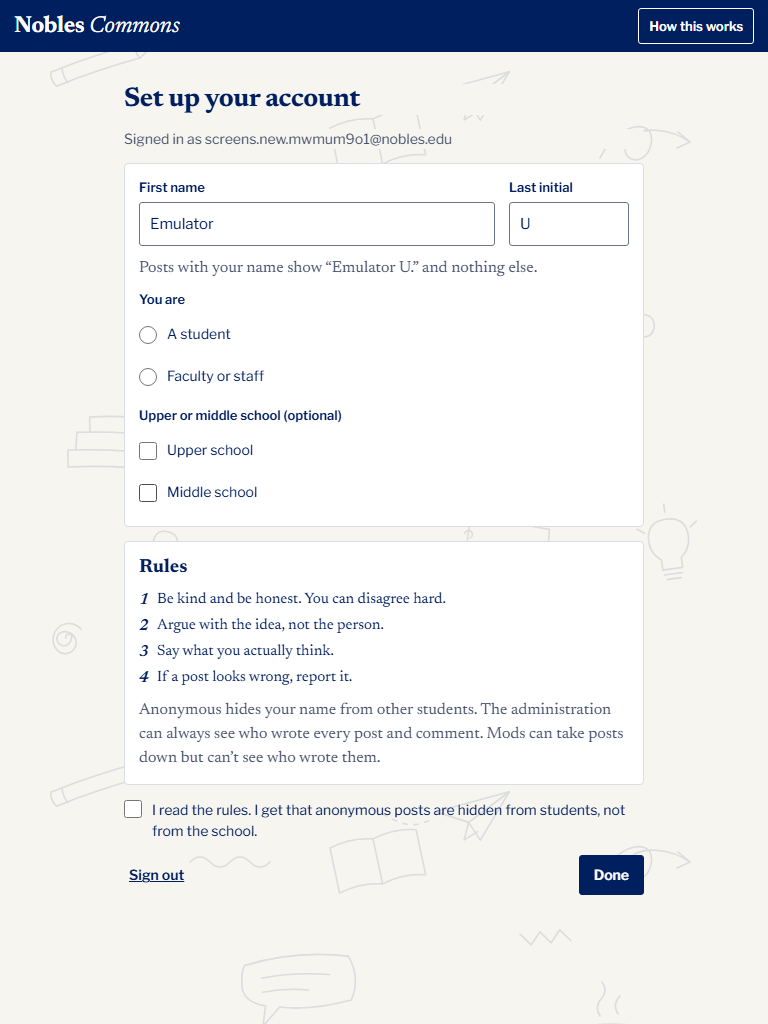 Nobles Commons
How this works
Set up your account
Signed in as screens.new.mwmum9o1@nobles.edu
First name
Last initial
Emulator
U
Posts with your name show “Emulator U.” and nothing else.
You are
A student
Faculty or staff
Upper or middle school (optional)
Upper school
Middle school
Rules
1 Be kind and be honest. You can disagree hard.
2 Argue with the idea, not the person.
3 Say what you actually think.
4 If a post looks wrong, report it.
Anonymous hides your name from other students. The administration
can always see who wrote every post and comment. Mods can take posts
down but can’t see who wrote them.
I read the rules. I get that anonymous posts are hidden from students, not
from the school.
Sign out
Done